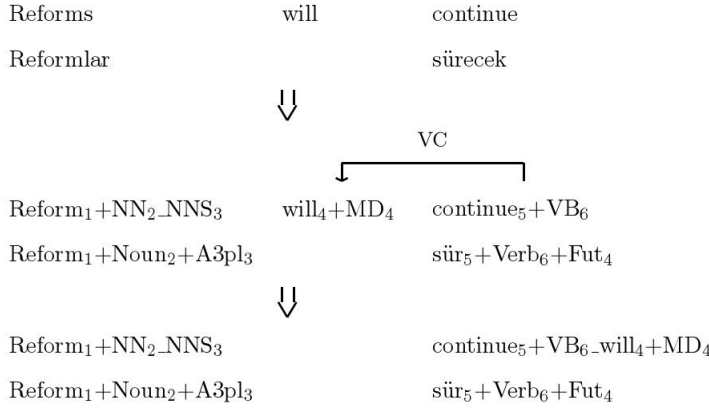 Reforms will continue
Reformlar sürecek
VC
Reform₁+NN₂_NNS₃ will₄+MD₄ continue₅+VB₆
Reform₁+Noun₂+A3pl₃ sür₅+Verb₆+Fut₄
Reform₁+NN₂_NNS₃ continue₅+VB₆_will₄+MD₄
Reform₁+Noun₂+A3pl₃ sür₅+Verb₆+Fut₄